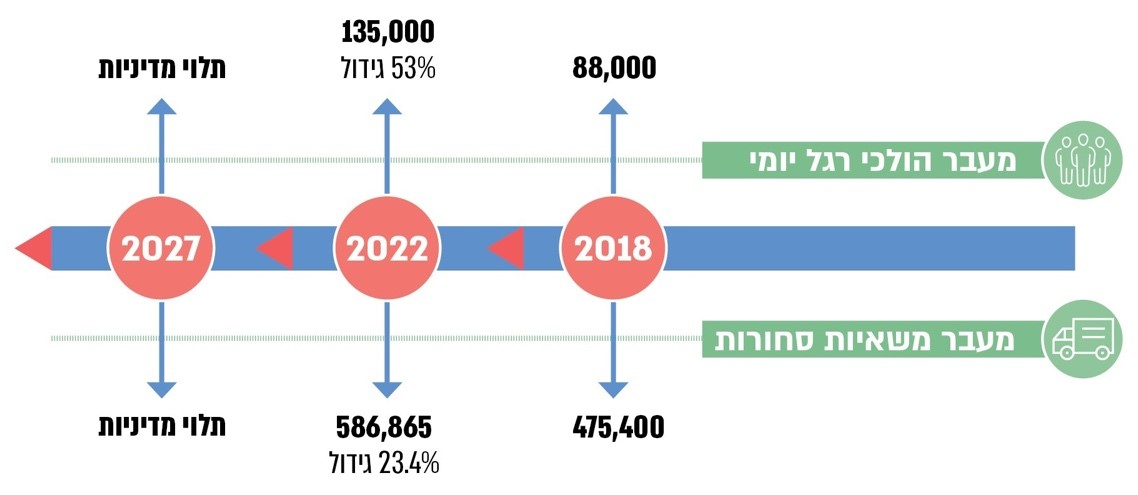 135,000
53% גידול
88,000
תלוי מדיניות
מעבר הולכי רגל יומי
2018
2022
2027
מעבר משאיות סחורות
475,400
586,865
23.4% גידול
תלוי מדיניות